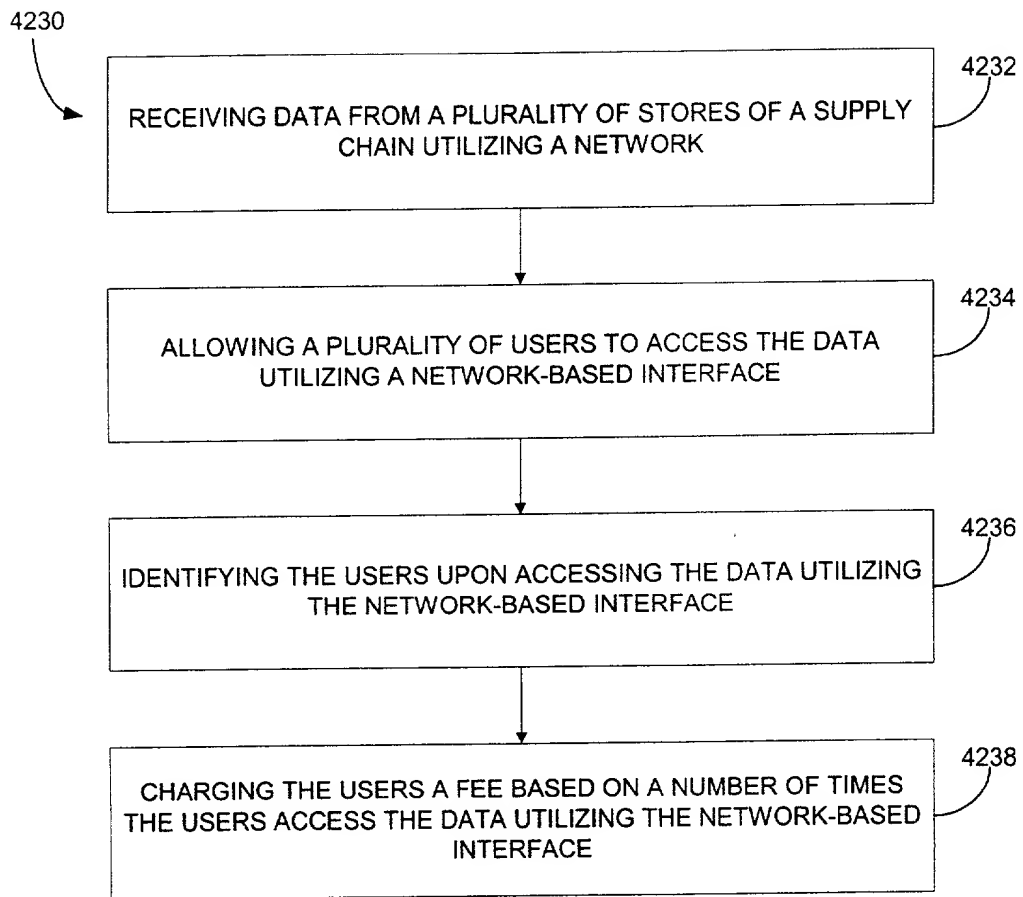 4230
4232
RECEIVING DATA FROM A PLURALITY OF STORES OF A SUPPLY
CHAIN UTILIZING A NETWORK
4234
ALLOWING A PLURALITY OF USERS TO ACCESS THE DATA
UTILIZING A NETWORK-BASED INTERFACE
4236
IDENTIFYING THE USERS UPON ACCESSING THE DATA UTILIZING
THE NETWORK-BASED INTERFACE
4238
CHARGING THE USERS A FEE BASED ON A NUMBER OF TIMES
THE USERS ACCESS THE DATA UTILIZING THE NETWORK-BASED
INTERFACE